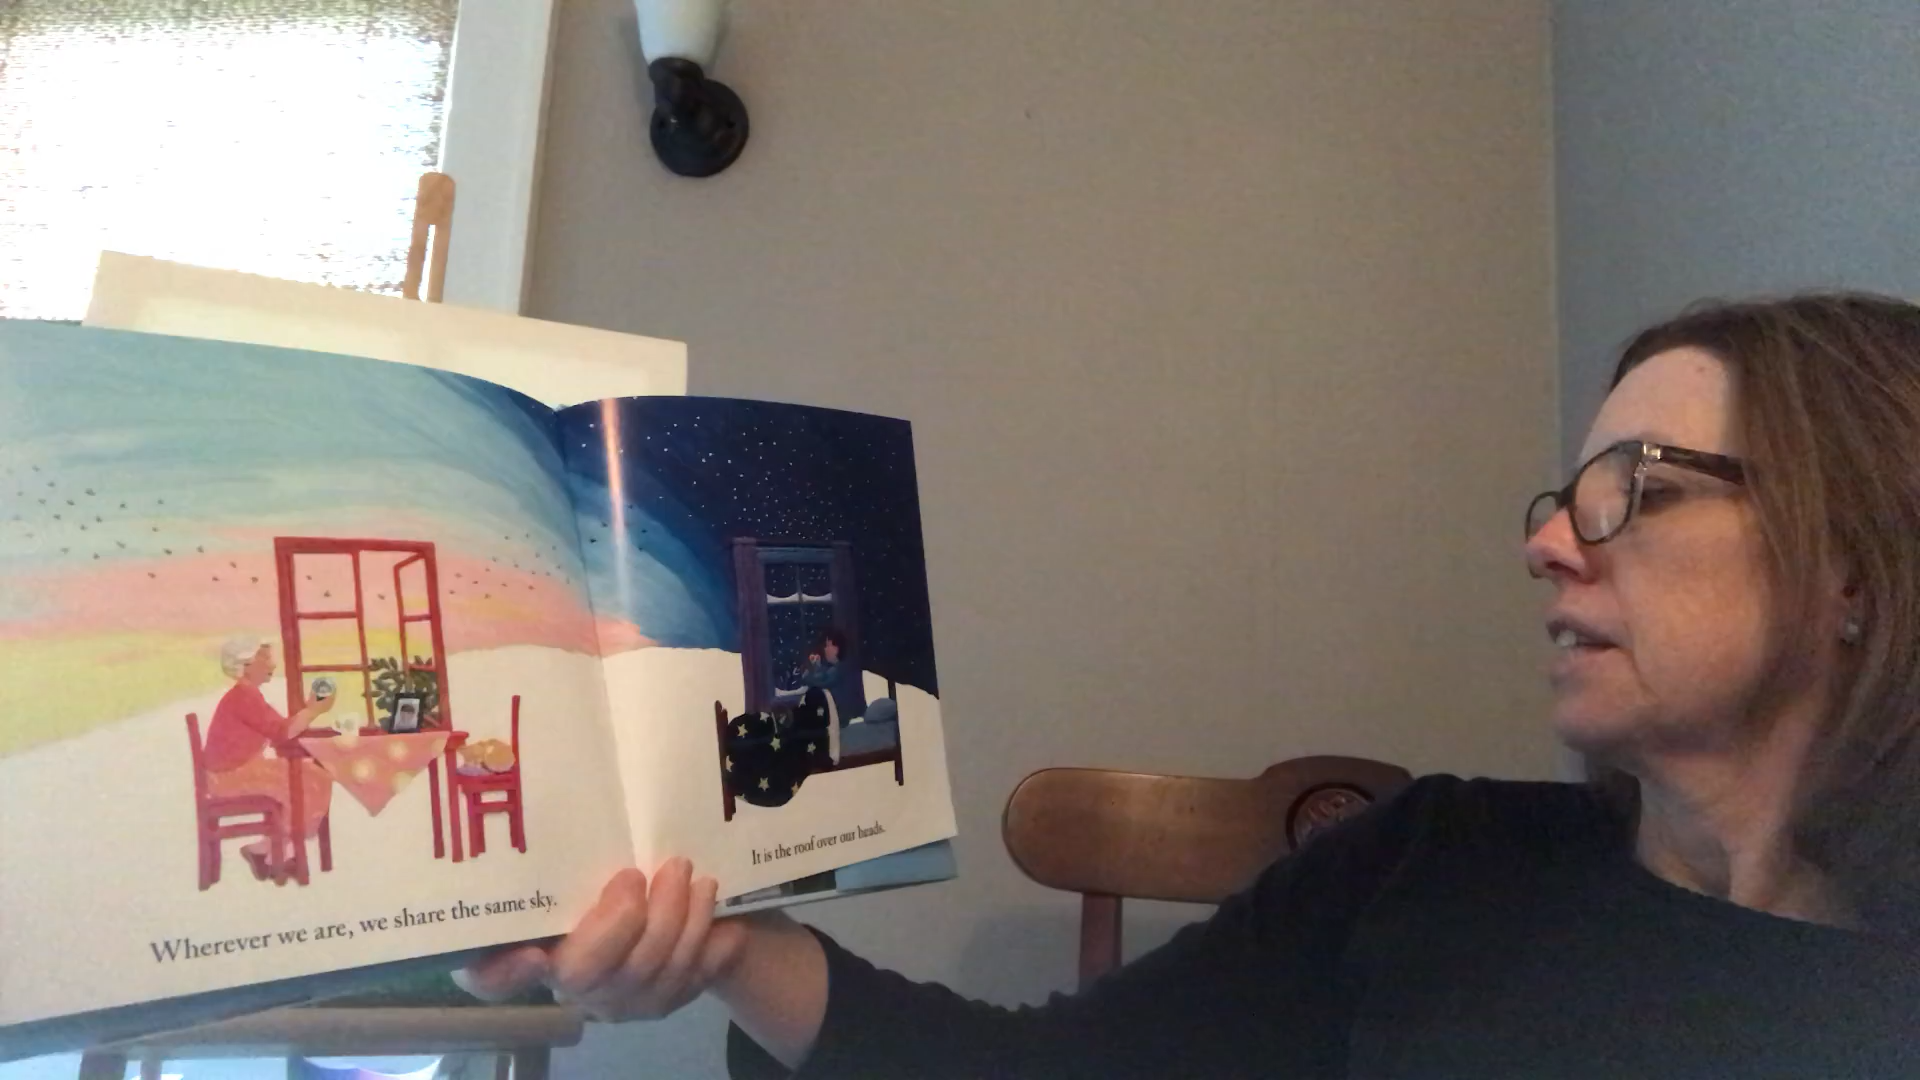 Wherever we are, we share the same sky.
It is the roof over our heads.